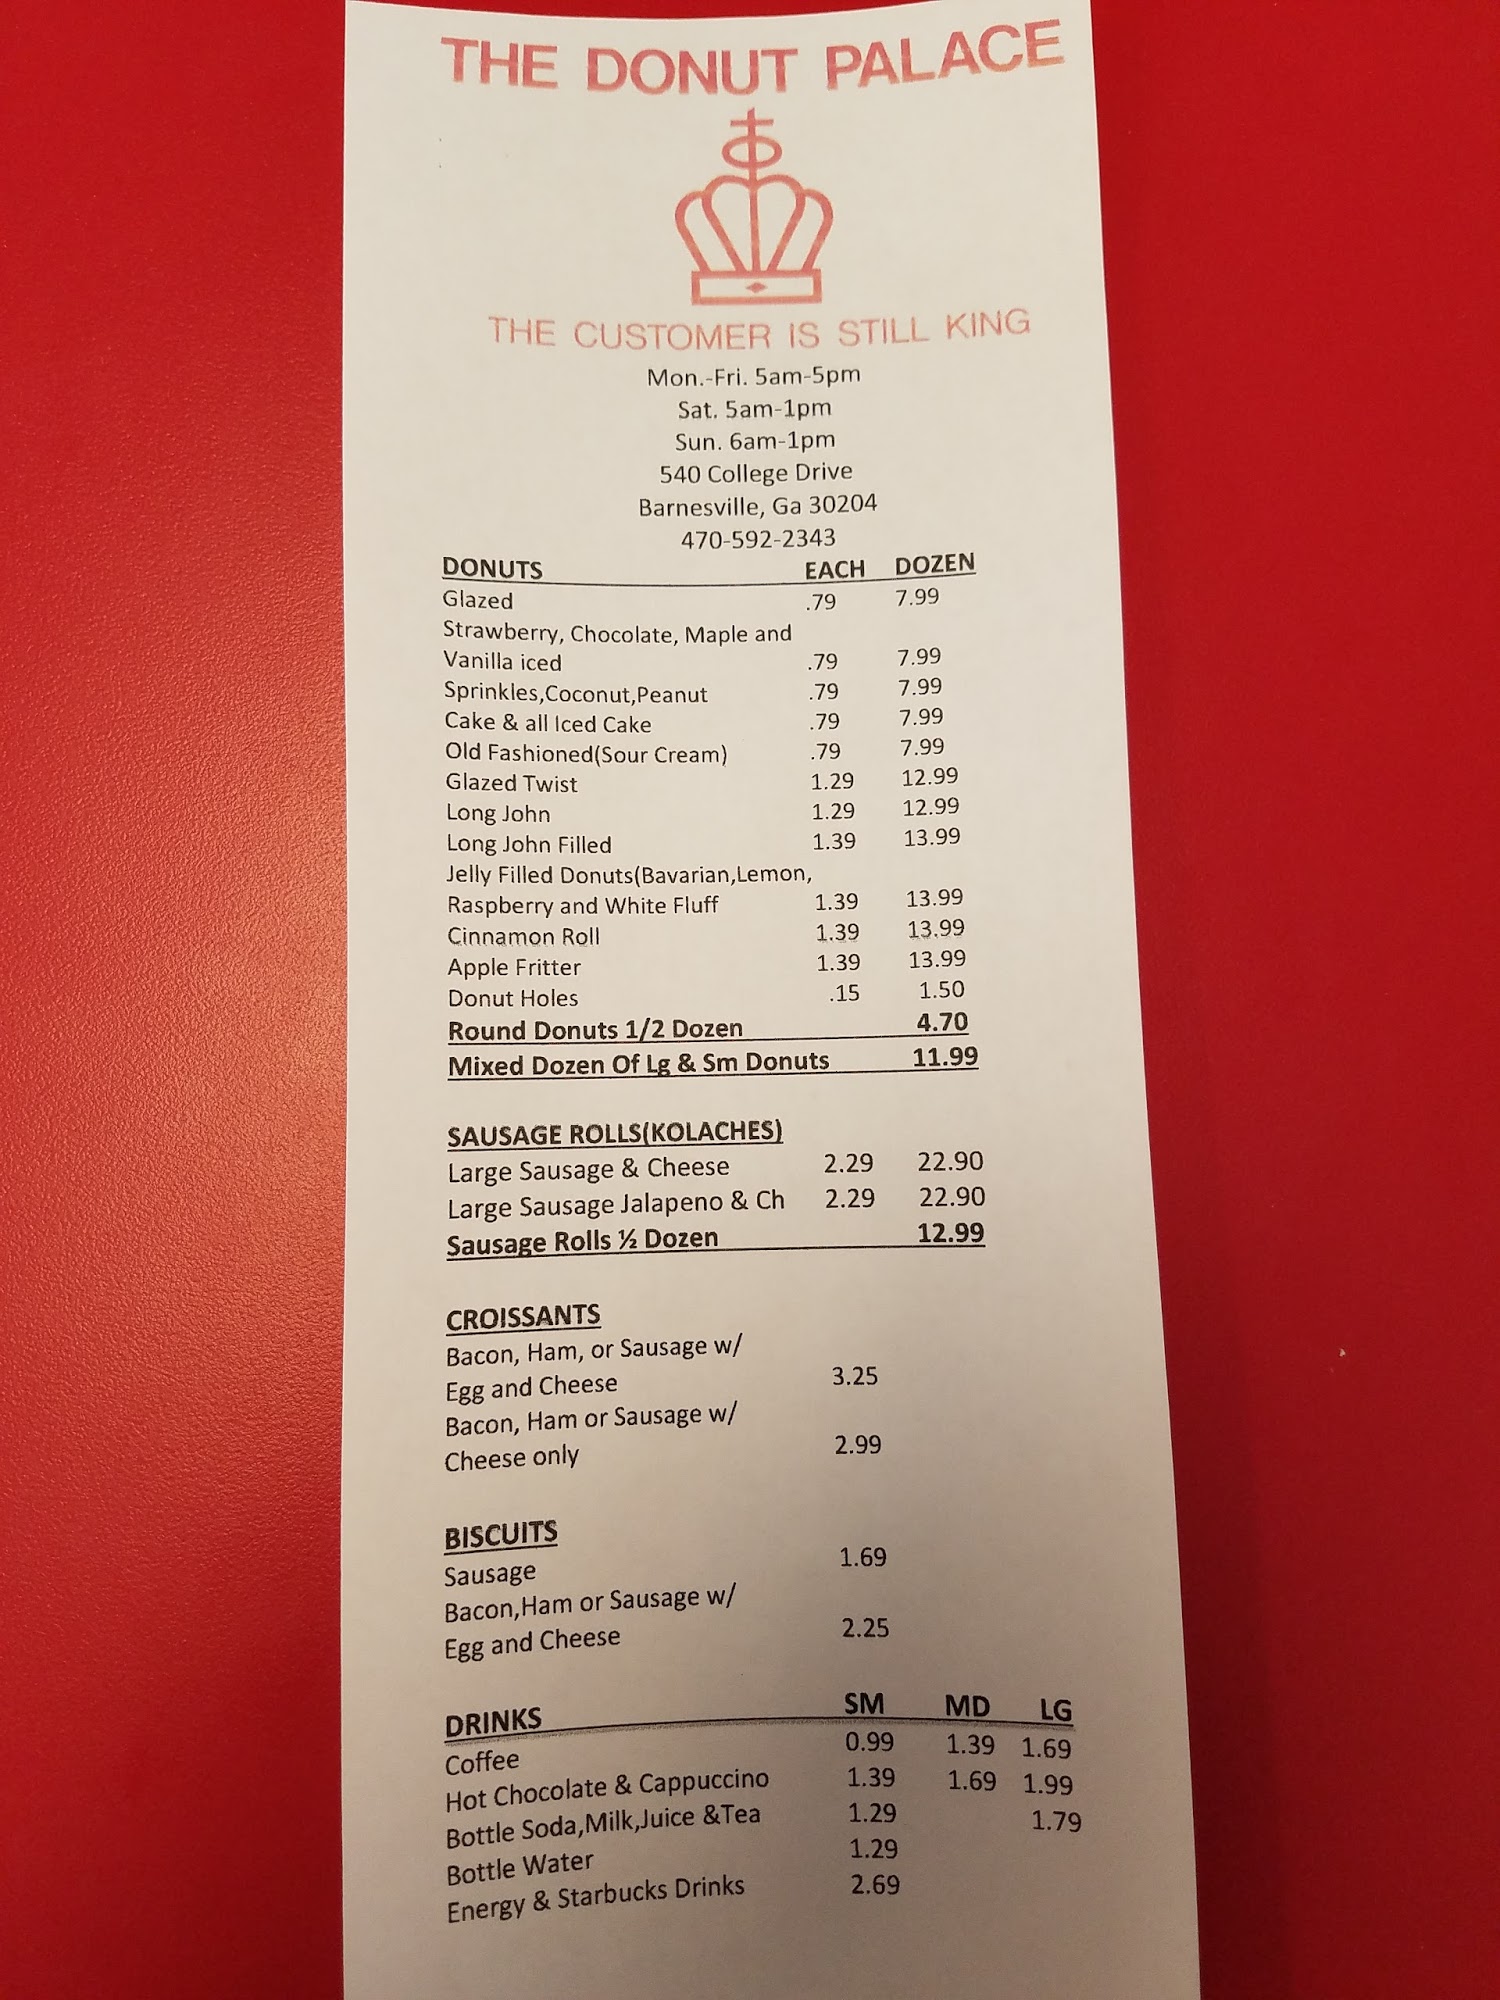 THE DONUT PALACE
THE CUSTOMER IS STILL KING
Mon.-Fri. 5am-5pm
Sat. 5am-1pm
Sun. 6am-1pm
540 College Drive
Barnesville, Ga 30204
470-592-2343
DONUTS EACH DOZEN
Glazed .79 7.99
Strawberry, Chocolate, Maple and
Vanilla iced .79 7.99
Sprinkles,Coconut,Peanut .79 7.99
Cake & all Iced Cake .79 7.99
Old Fashioned(Sour Cream) .79 7.99
Glazed Twist 1.29 12.99
Long John 1.29 12.99
Long John Filled 1.39 13.99
Jelly Filled Donuts(Bavarian,Lemon,
Raspberry and White Fluff 1.39 13.99
Cinnamon Roll 1.39 13.99
Apple Fritter 1.39 13.99
Donut Holes .15 1.50
Round Donuts 1/2 Dozen 4.70
Mixed Dozen Of Lg & Sm Donuts 11.99
SAUSAGE ROLLS(KOLACHES)
Large Sausage & Cheese 2.29 22.90
Large Sausage Jalapeno & Ch 2.29 22.90
Sausage Rolls ½ Dozen 12.99
CROISSANTS
Bacon, Ham, or Sausage w/
Egg and Cheese 3.25
Bacon, Ham or Sausage w/
Cheese only 2.99
BISCUITS
Sausage 1.69
Bacon,Ham or Sausage w/
Egg and Cheese 2.25
DRINKS SM MD LG
Coffee 0.99 1.39 1.69
Hot Chocolate & Cappuccino 1.39 1.69 1.99
Bottle Soda,Milk,Juice &Tea 1.29 1.79
Bottle Water 1.29
Energy & Starbucks Drinks 2.69